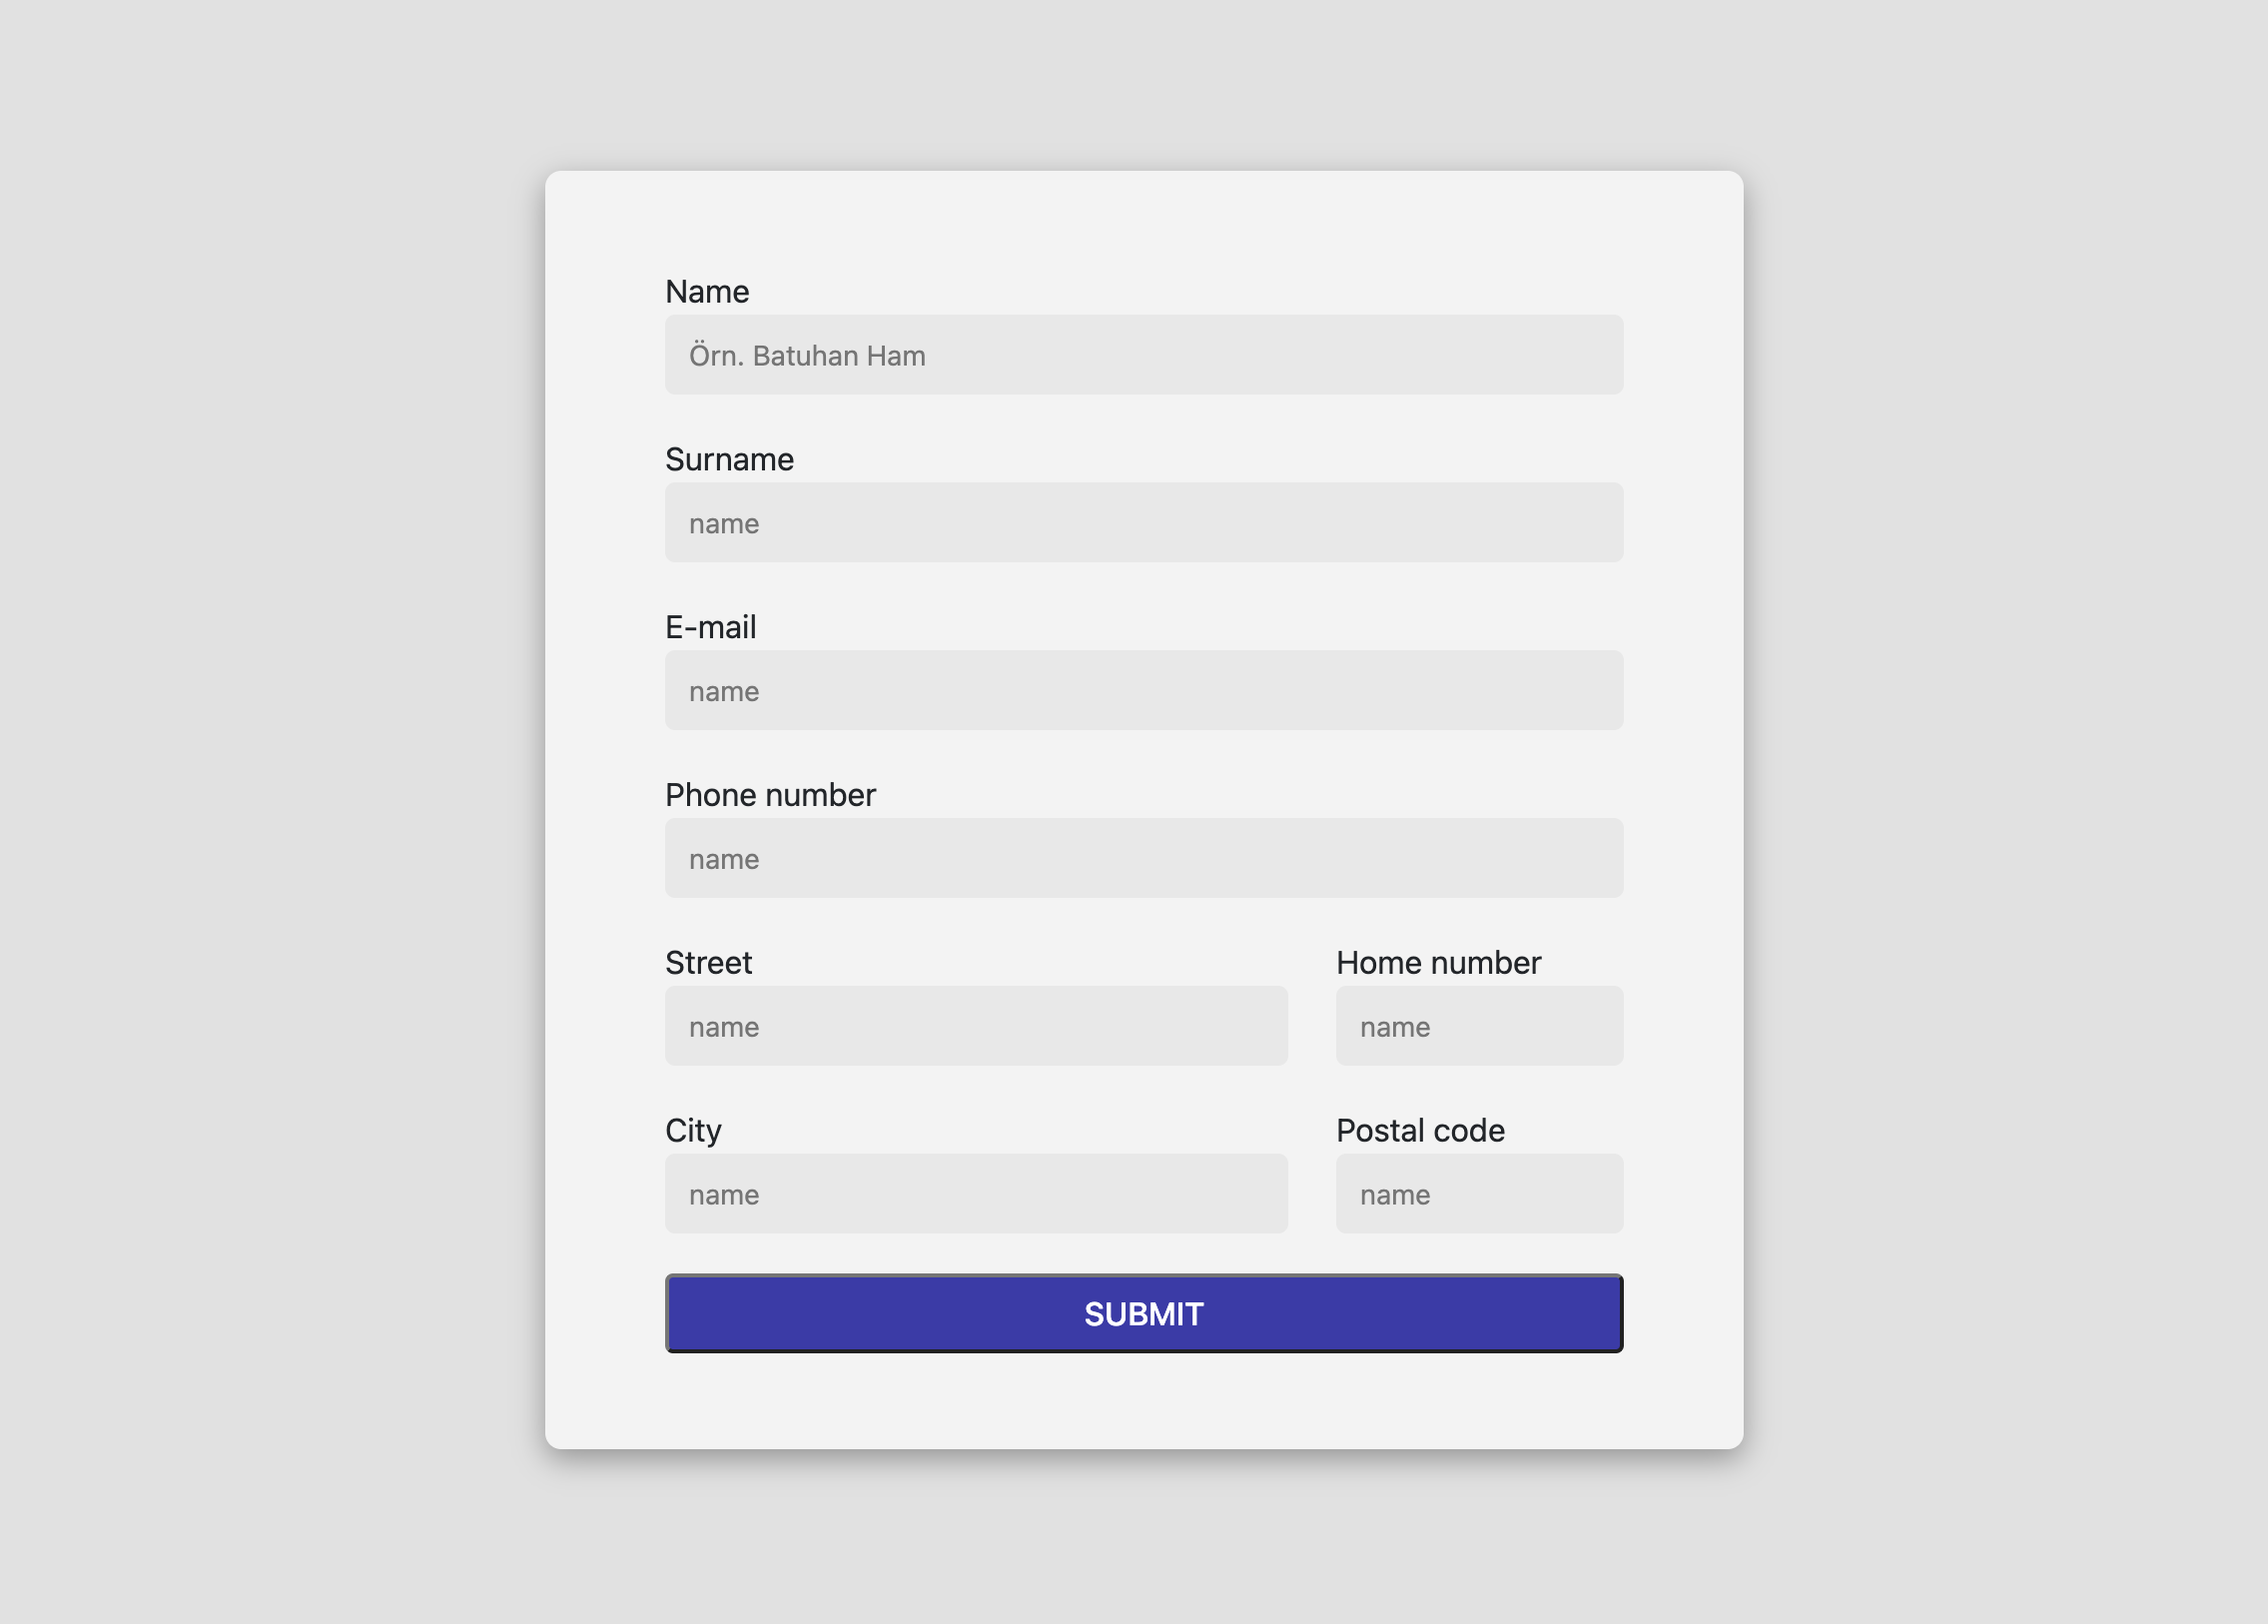 Name
Örn. Batuhan Ham
Surname
name
E-mail
name
Phone number
name
Street
Home number
name
name
City
Postal code
name
name
SUBMIT